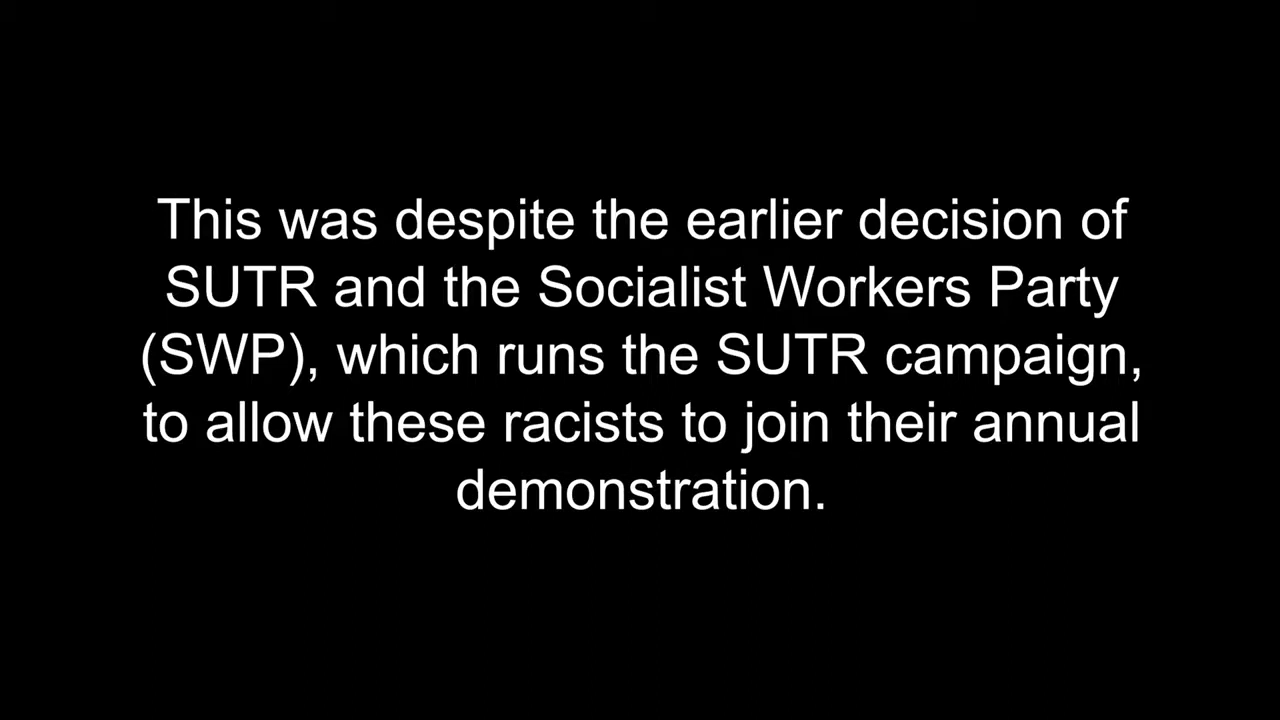 This was despite the earlier decision of
SUTR and the Socialist Workers Party
(SWP), which runs the SUTR campaign,
to allow these racists to join their annual
demonstration.